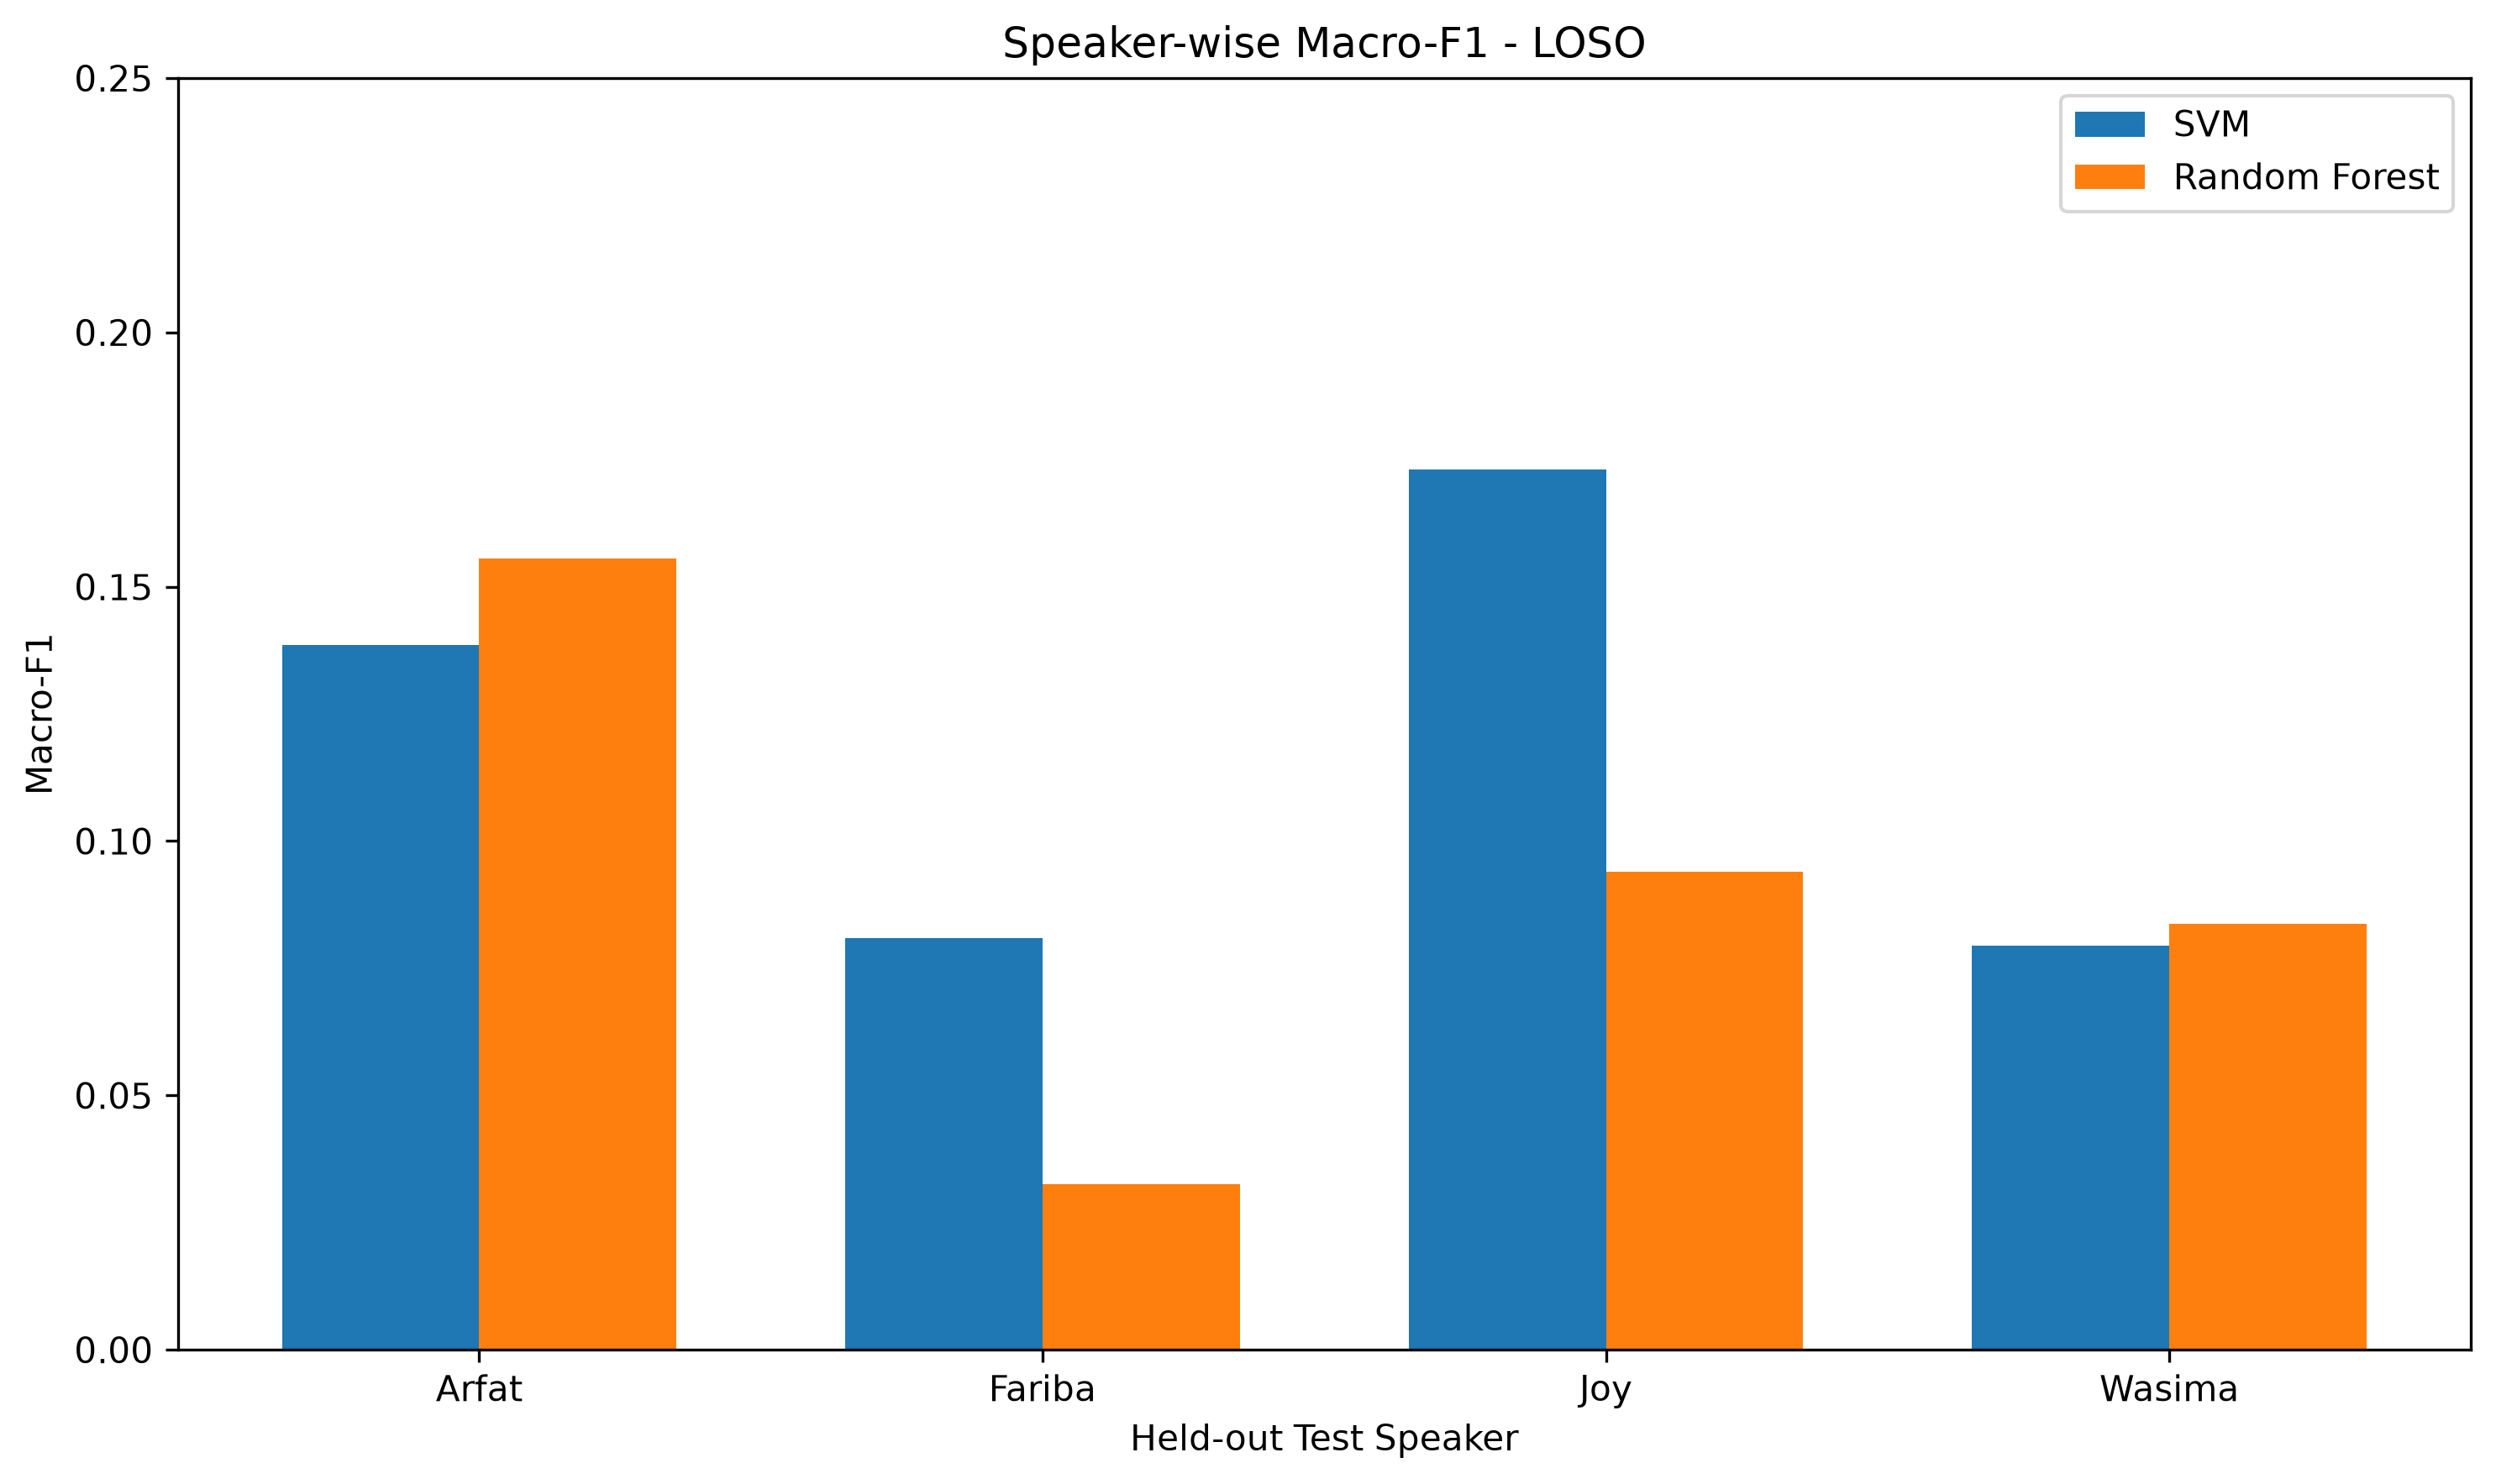 Speaker-wise Macro-F1 - LOSO
0.25
0.20
0.15
0.10
0.05
0.00
Macro-F1
SVM
Random Forest
Arfat
Fariba
Joy
Wasima
Held-out Test Speaker